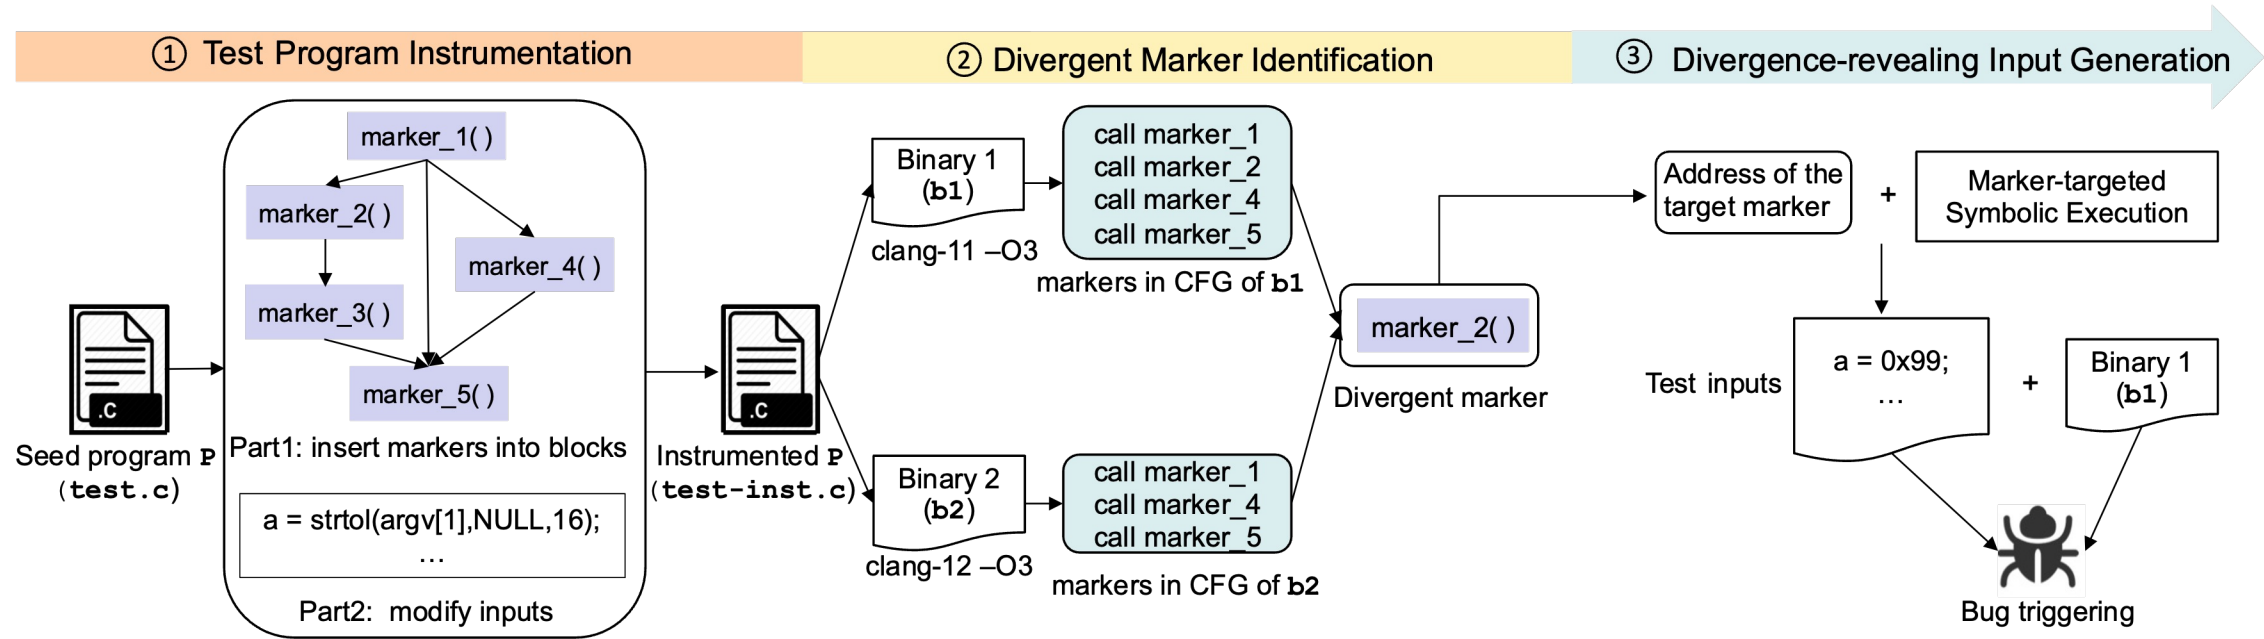 ① Test Program Instrumentation
② Divergent Marker Identification
③ Divergence-revealing Input Generation
marker_1( )
marker_2( )
marker_4( )
marker_3( )
marker_5( )
.C
Seed program P
(test.c)
Part1: insert markers into blocks
a = strtol(argv[1],NULL,16);
...
Part2: modify inputs
.C
Instrumented P
(test-inst.c)
Binary 1
(b1)
clang-11 –O3
call marker_1
call marker_2
call marker_4
call marker_5
markers in CFG of b1
Binary 2
(b2)
clang-12 –O3
call marker_1
call marker_4
call marker_5
markers in CFG of b2
marker_2( )
Divergent marker
Address of the
target marker
+
Marker-targeted
Symbolic Execution
Test inputs
a = 0x99;
...
+
Binary 1
(b1)
Bug triggering